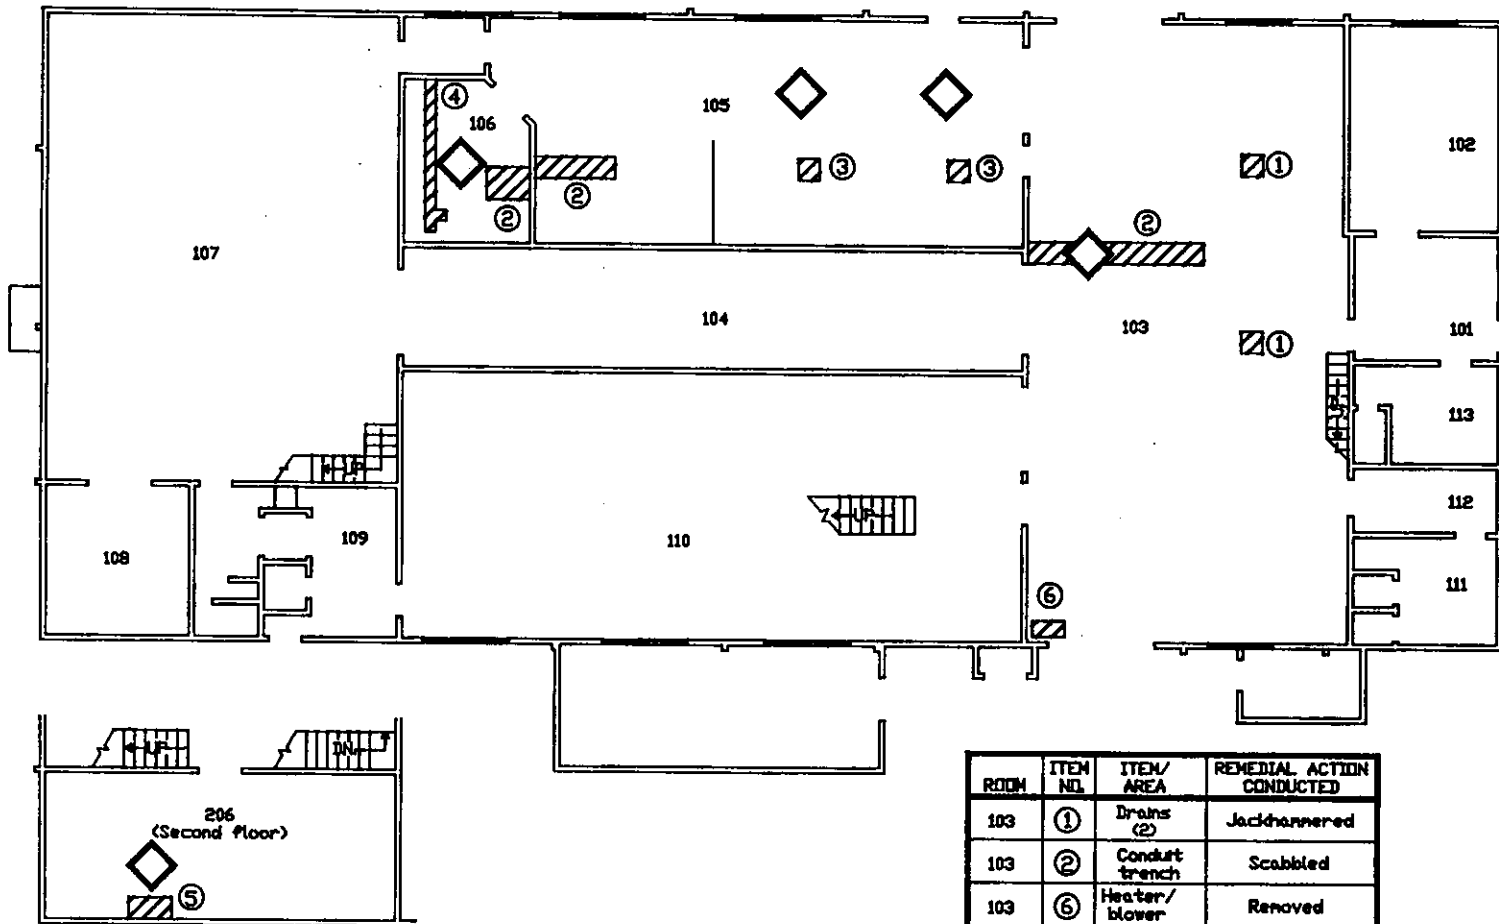 ④
106
105
102
③
③
①
②
②
②
107
104
103
101
①
113
UP
UP
112
109
110
108
111
⑥
UP
DN
206
(Second floor)
⑤
ROOM ITEM NO. ITEM/ AREA REMEDIAL ACTION CONDUCTED
103 ① Drains (2) Jackhammered
103 ② Conduit trench Scabbled
103 ⑥ Heater/ blower Removed